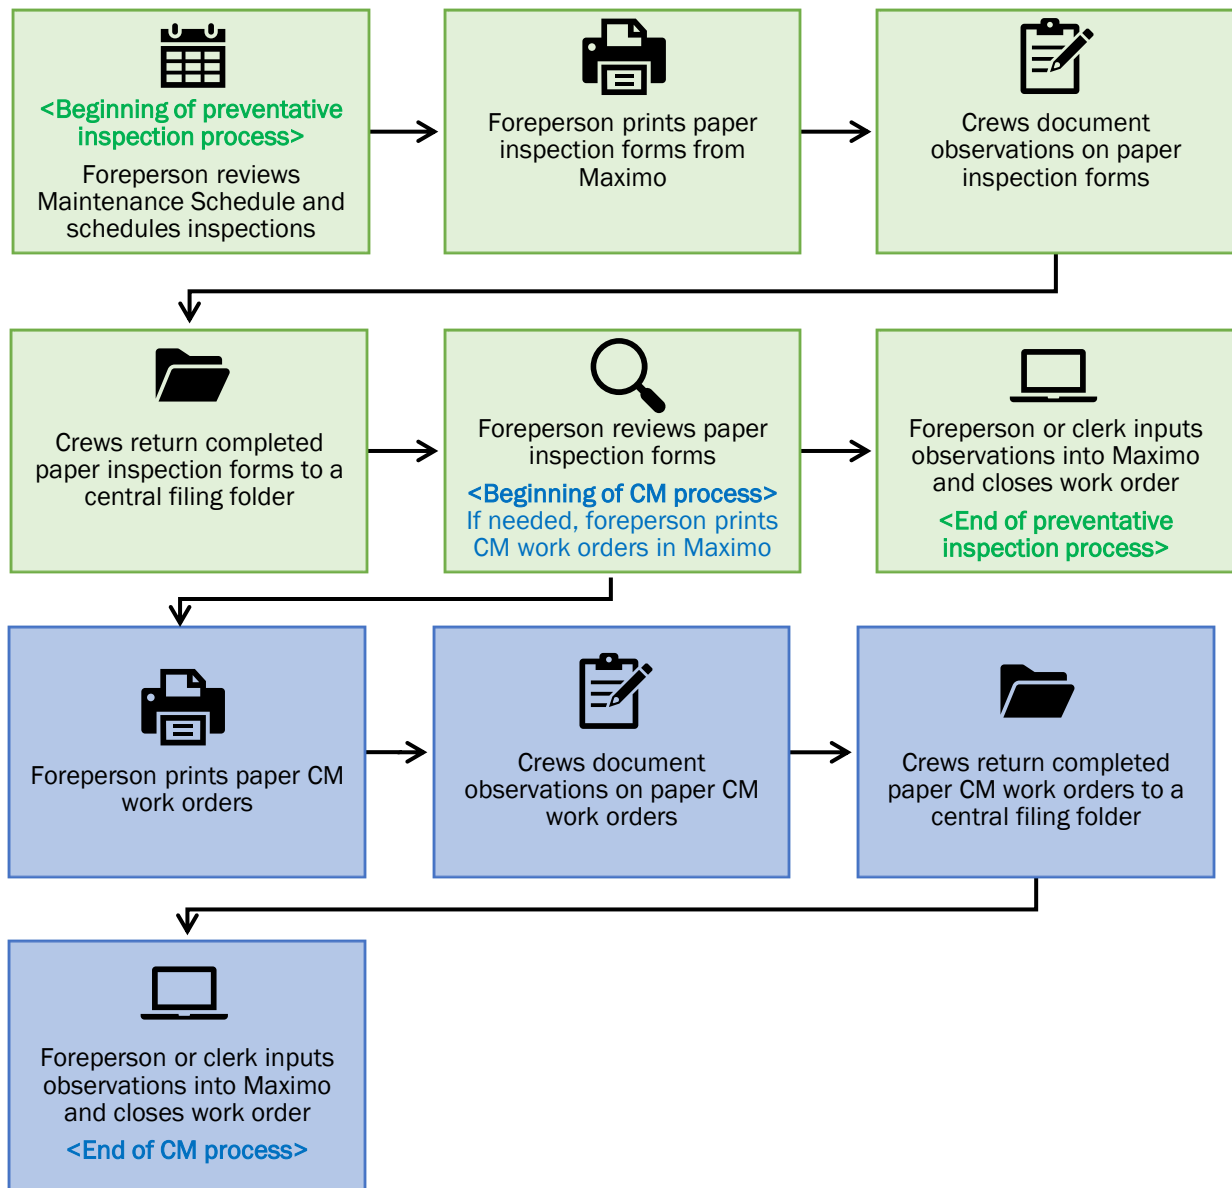 <Beginning of preventative
inspection process>
Foreperson reviews
Maintenance Schedule and
schedules inspections
Foreperson prints paper
inspection forms from
Maximo
Crews document
observations on paper
inspection forms
Crews return completed
paper inspection forms to a
central filing folder
Foreperson reviews paper
inspection forms
<Beginning of CM process>
If needed, foreperson prints
CM work orders in Maximo
Foreperson or clerk inputs
observations into Maximo
and closes work order
<End of preventative
inspection process>
Foreperson prints paper CM
work orders
Crews document
observations on paper CM
work orders
Crews return completed
paper CM work orders to a
central filing folder
Foreperson or clerk inputs
observations into Maximo
and closes work order
<End of CM process>